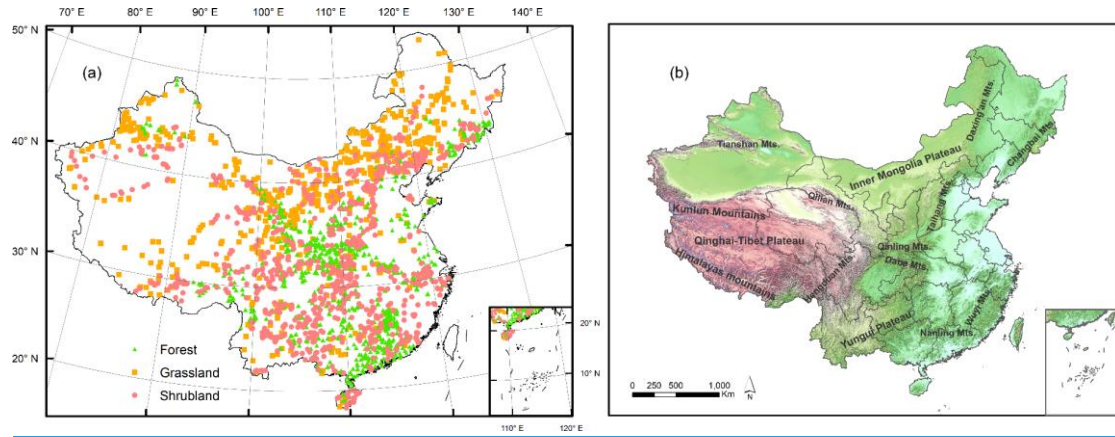 70° E 80° E 90° E 100° E 110° E 120° E 130° E 140° E
50° N
40° N
30° N
20° N
(a)
Forest
Grassland
Shrubland
20° N
10° N
110° E 120° E
(b)
Tianshan Mts.
Daxing'an Mts.
Changbai Mts.
Inner Mongolia Plateau
Taihang Mts.
Qilian Mts.
Kunlun Mountains
Qinghai-Tibet Plateau
Qinling Mts.
Daba Mts.
Himalayas mountains
Hengduan Mts.
Yungui Plateau
Nanling Mts.
Wuyi Mts.
0 250 500 1,000
Km
N